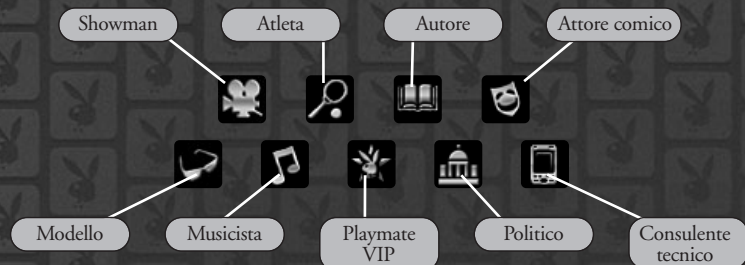 Showman
Atleta
Autore
Attore comico
Modello
Musicista
Playmate
VIP
Politico
Consulente
tecnico